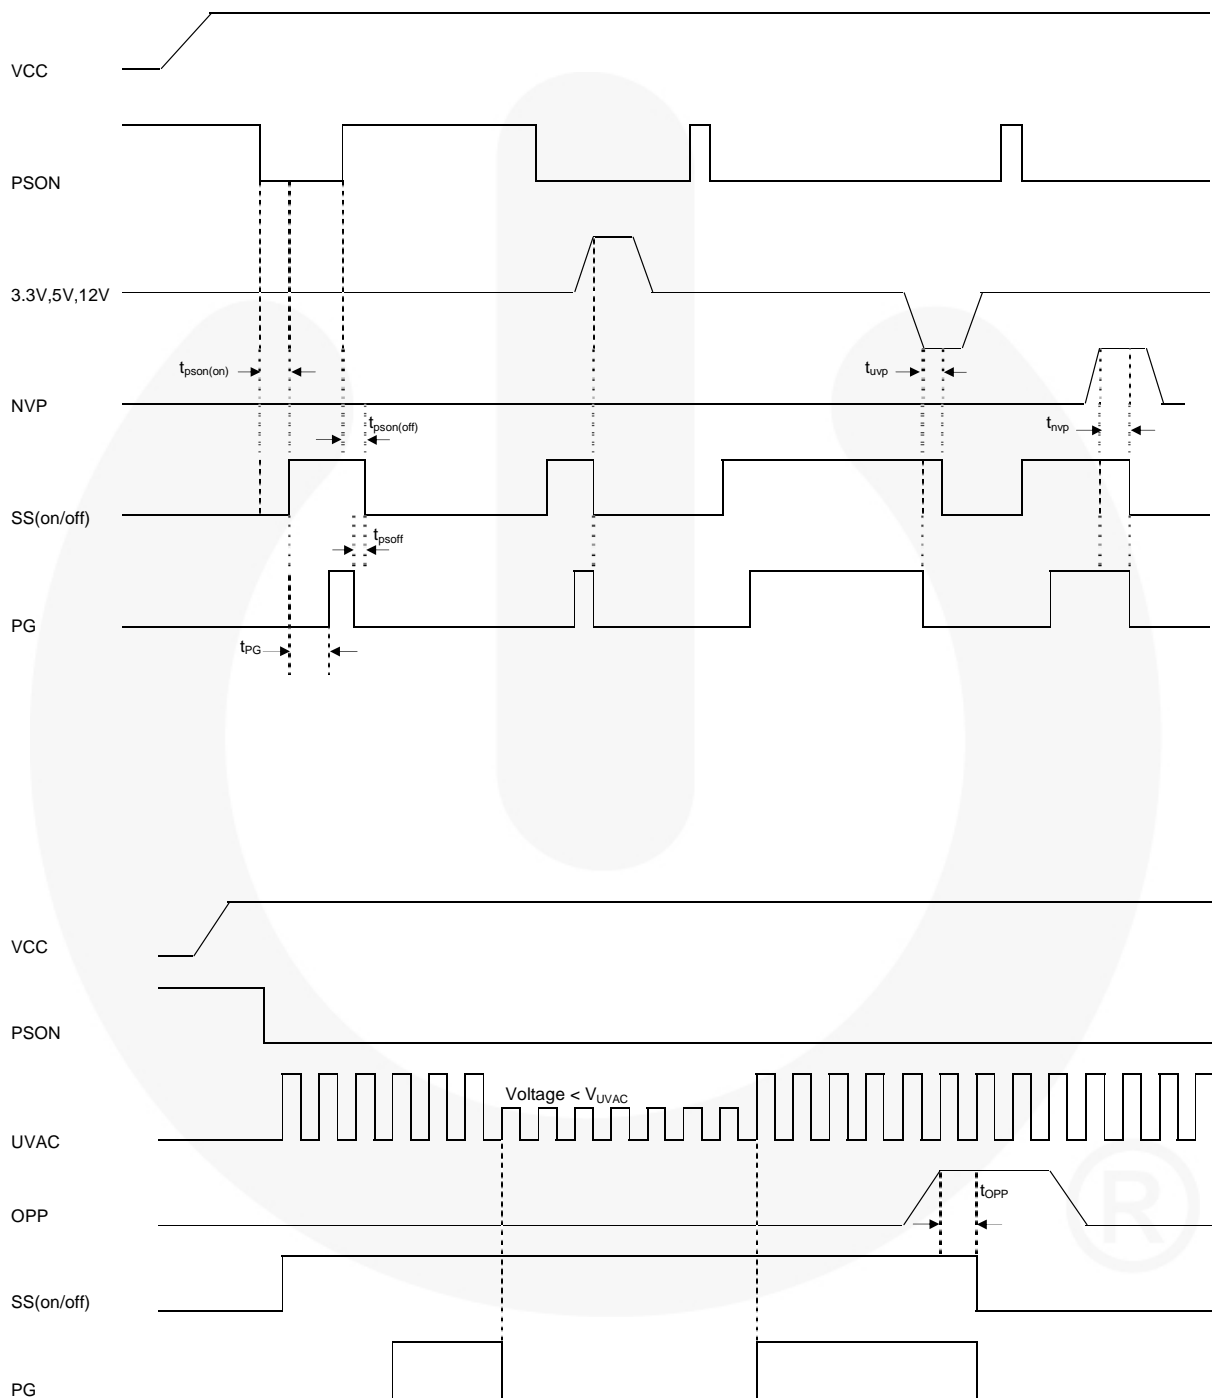 VCC
PSON
3.3V,5V,12V
tpson(on)
tuvp
NVP
tpson(off)
tnvp
SS(on/off)
tpsoff
PG
tPG
VCC
PSON
Voltage < VUVAC
UVAC
tOPP
OPP
®
SS(on/off)
PG